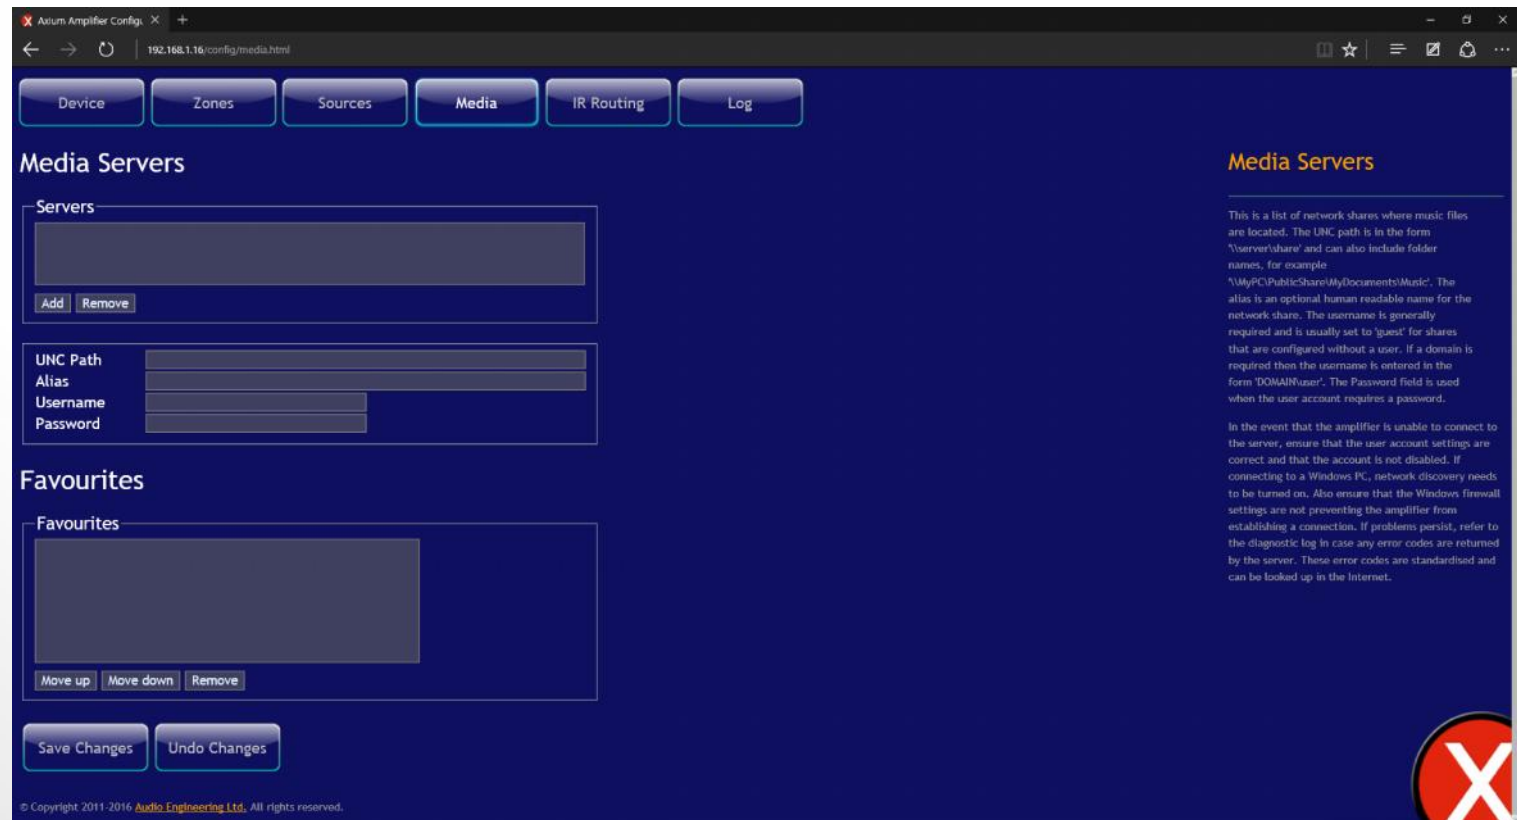 Axium Amplifier Configu
192.168.1.16/config/media.html
Device Zones Sources Media IR Routing Log
Media Servers
Servers
Add Remove
UNC Path
Alias
Username
Password
Favourites
Favourites
Move up Move down Remove
Save Changes Undo Changes
© Copyright 2011-2016 Audio Engineering Ltd. All rights reserved.
Media Servers
This is a list of network shares where music files
are located. The UNC path is in the form
'\\server\share' and can also include folder
names, for example
'\\MyPC\PublicShare\MyDocuments\Music'. The
alias is an optional human readable name for the
network share. The username is generally
required and is usually set to 'guest' for shares
that are configured without a user. If a domain is
required then the username is entered in the
form 'DOMAIN\user'. The Password field is used
when the user account requires a password.
In the event that the amplifier is unable to connect to
the server, ensure that the user account settings are
correct and that the account is not disabled. If
connecting to a Windows PC, network discovery needs
to be turned on. Also ensure that the Windows firewall
settings are not preventing the amplifier from
establishing a connection. If problems persist, refer to
the diagnostic log in case any error codes are returned
by the server. These error codes are standardised and
can be looked up in the Internet.
X